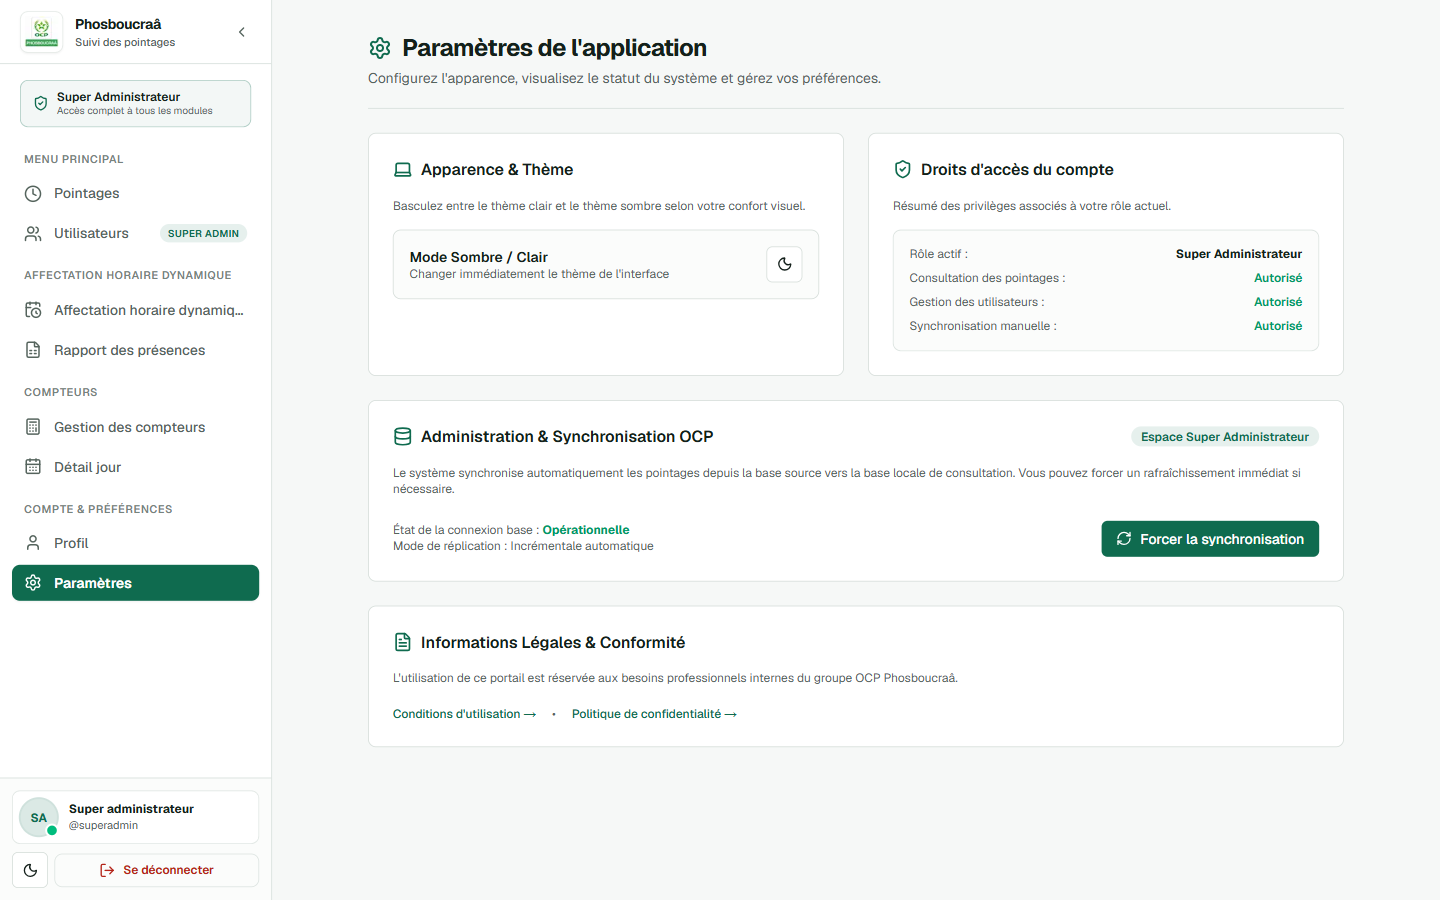 OCP
PHOSBOUCRAÂ
Phosboucraâ
Suivi des pointages
Super Administrateur
Accès complet à tous les modules
MENU PRINCIPAL
Pointages
Utilisateurs
SUPER ADMIN
AFFECTATION HORAIRE DYNAMIQUE
Affectation horaire dynamiq...
Rapport des présences
COMPTEURS
Gestion des compteurs
Détail jour
COMPTE & PRÉFÉRENCES
Profil
Paramètres
SA
Super administrateur
@superadmin
Se déconnecter
Paramètres de l'application
Configurez l'apparence, visualisez le statut du système et gérez vos préférences.
Apparence & Thème
Basculez entre le thème clair et le thème sombre selon votre confort visuel.
Mode Sombre / Clair
Changer immédiatement le thème de l'interface
Droits d'accès du compte
Résumé des privilèges associés à votre rôle actuel.
Rôle actif : Super Administrateur
Consultation des pointages : Autorisé
Gestion des utilisateurs : Autorisé
Synchronisation manuelle : Autorisé
Administration & Synchronisation OCP
Espace Super Administrateur
Le système synchronise automatiquement les pointages depuis la base source vers la base locale de consultation. Vous pouvez forcer un rafraîchissement immédiat si
nécessaire.
État de la connexion base : Opérationnelle
Mode de réplication : Incrémentale automatique
Forcer la synchronisation
Informations Légales & Conformité
L'utilisation de ce portail est réservée aux besoins professionnels internes du groupe OCP Phosboucraâ.
Conditions d'utilisation → • Politique de confidentialité →